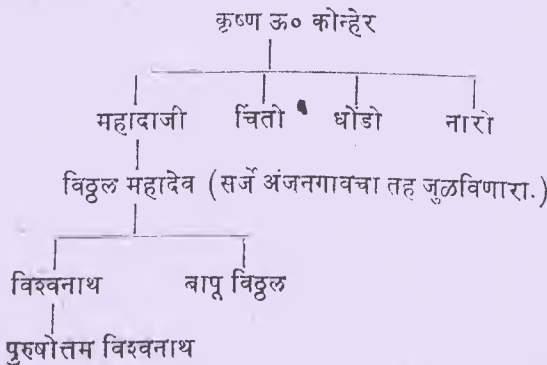 कृष्ण ऊ० कोन्हेर
महादाजी चिंतो धोंडो नारो
विठ्ठल महादेव (सर्जे अंजनगावचा तह जुळविणारा.)
विश्वनाथ बापू विठ्ठल
पुरुषोत्तम विश्वनाथ